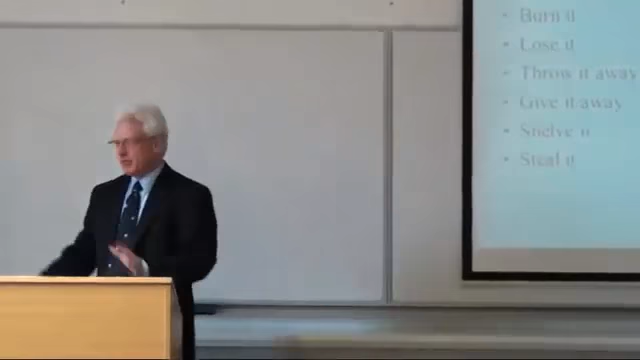 • Burn it
• Lose it
• Throw it away
• Give it away
• Shelve it
• Steal it